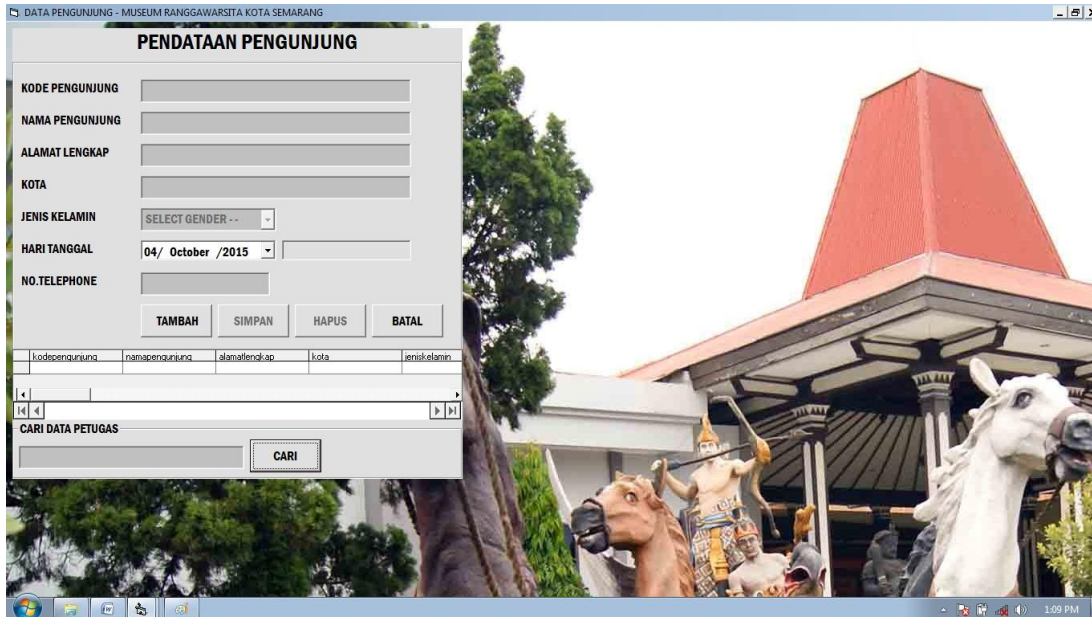 DATA PENGUNJUNG - MUSEUM RANGGAWARSITA KOTA SEMARANG
PENDATAAN PENGUNJUNG
KODE PENGUNJUNG
NAMA PENGUNJUNG
ALAMAT LENGKAP
KOTA
JENIS KELAMIN SELECT GENDER - -
HARI TANGGAL 04/ October /2015
NO.TELEPHONE
TAMBAH SIMPAN HAPUS BATAL
kodepengunjung namapengunjung alamatlengkap kota jeniskelamin
CARI DATA PETUGAS
CARI
1:09 PM